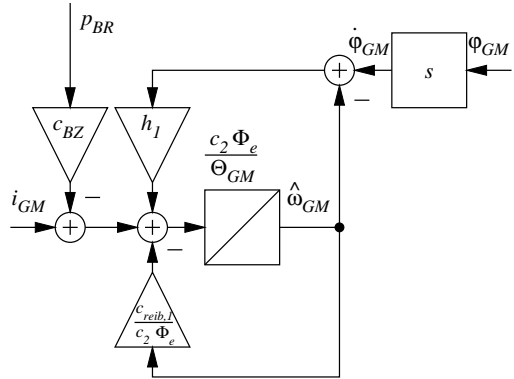 p_BR
φ̇_GM
s
φ_GM
+
−
c_BZ
h_1
c_2 Φ_e
Θ_GM
i_GM
−
ω̂_GM
+
+
−
c_reib,1
c_2 Φ_e